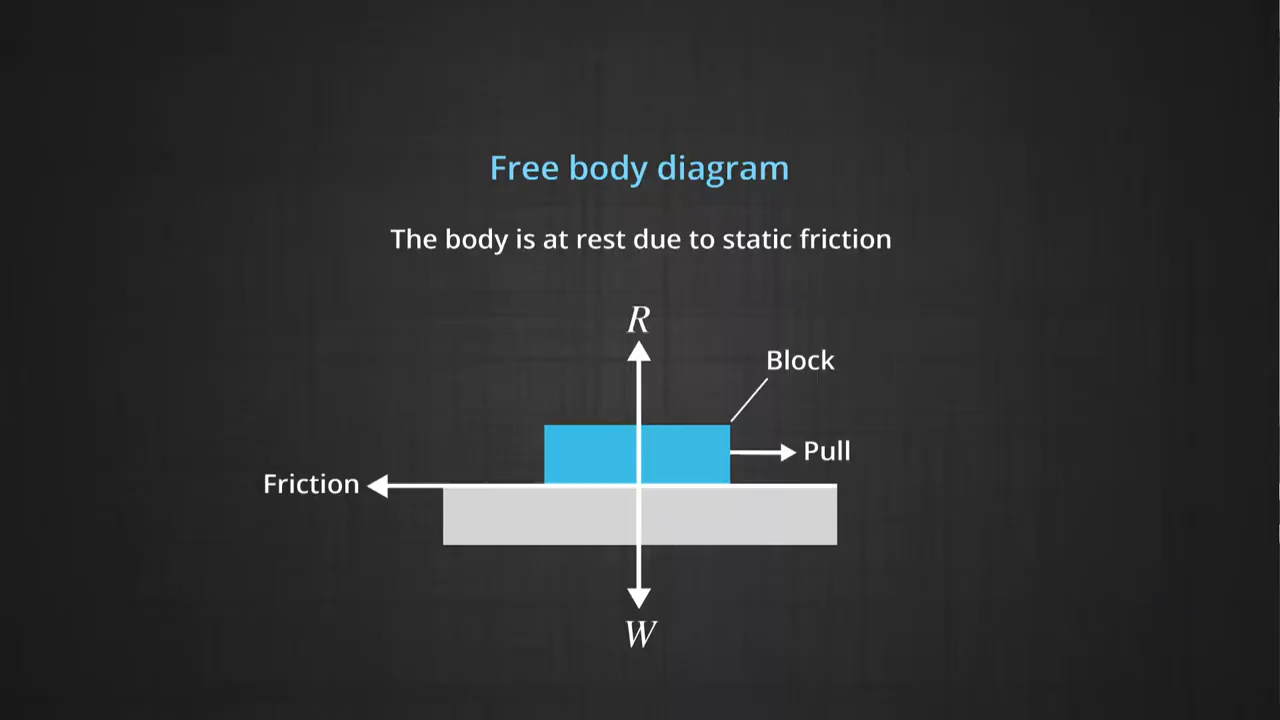 Free body diagram
The body is at rest due to static friction
R
Block
Pull
Friction
W